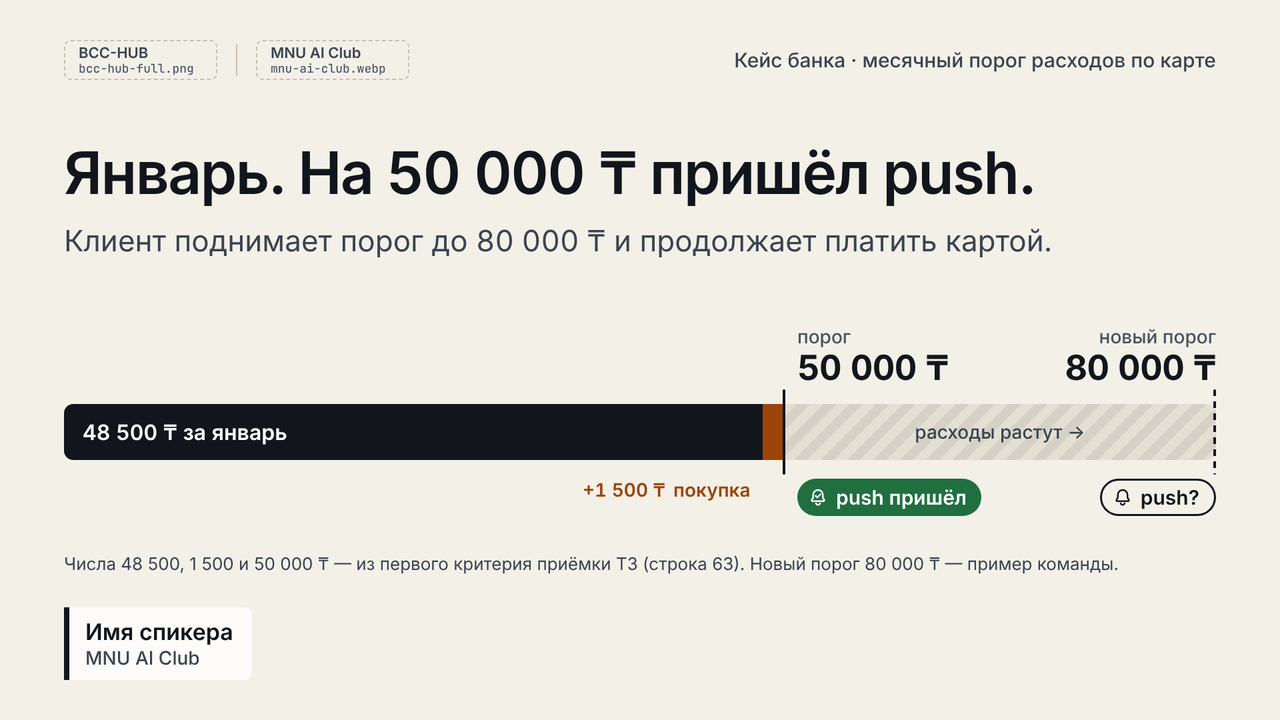 BCC-HUB
bcc-hub-full.png
MNU AI Club
mnu-ai-club.webp
Кейс банка · месячный порог расходов по карте
Январь. На 50 000 ₸ пришёл push.
Клиент поднимает порог до 80 000 ₸ и продолжает платить картой.
порог
50 000 ₸
новый порог
80 000 ₸
48 500 ₸ за январь
расходы растут →
+1 500 ₸ покупка
push пришёл
push?
Числа 48 500, 1 500 и 50 000 ₸ — из первого критерия приёмки ТЗ (строка 63). Новый порог 80 000 ₸ — пример команды.
Имя спикера
MNU AI Club